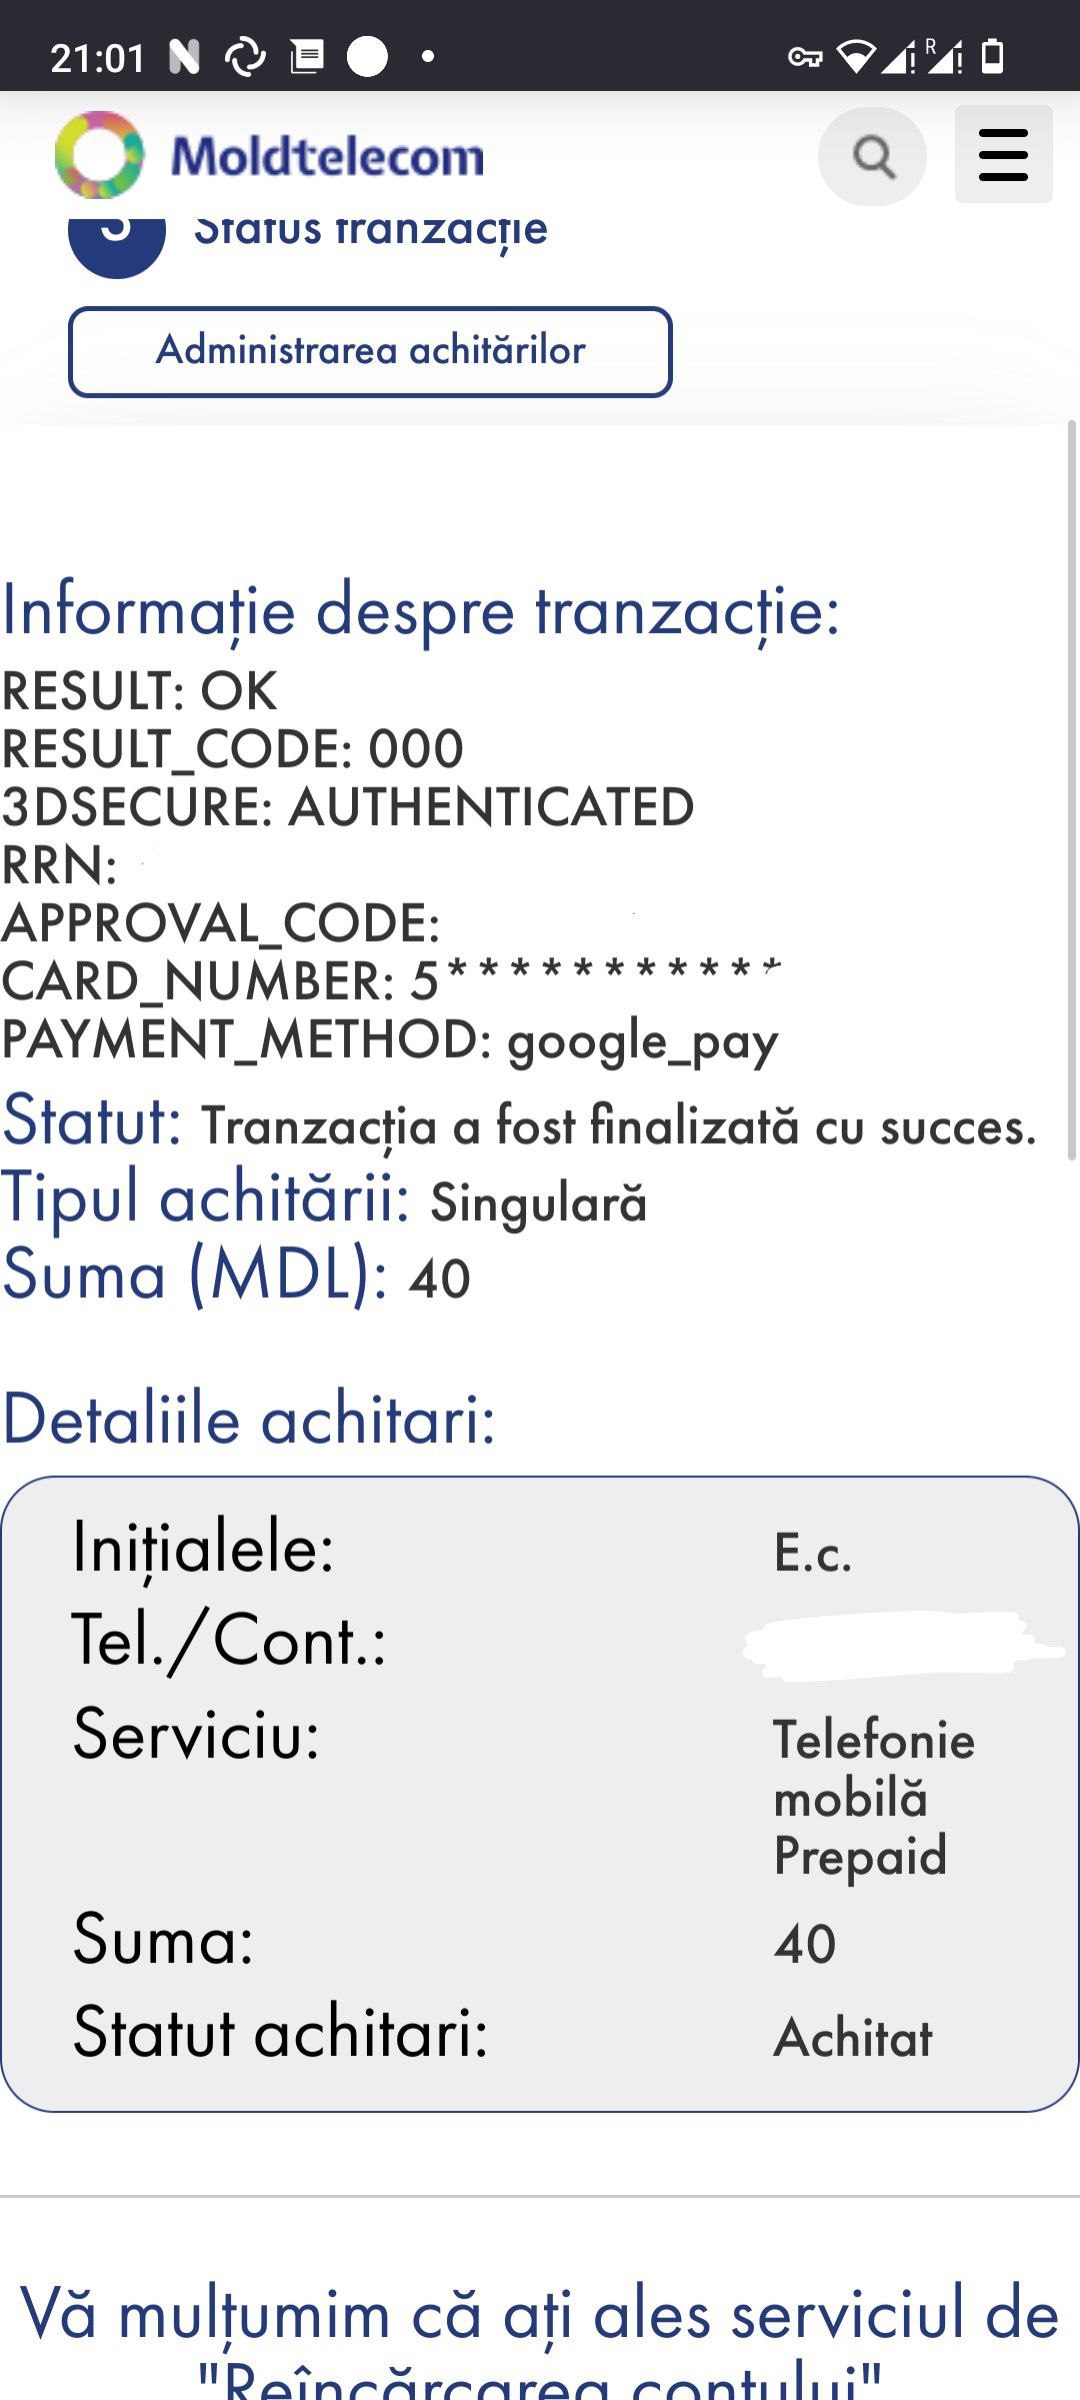 21:01
R
Moldtelecom
3 Status tranzacție
Administrarea achitărilor
Informație despre tranzacție:
RESULT: OK
RESULT_CODE: 000
3DSECURE: AUTHENTICATED
RRN:
APPROVAL_CODE:
CARD_NUMBER: 5***********
PAYMENT_METHOD: google_pay
Statut: Tranzacția a fost finalizată cu succes.
Tipul achitării: Singulară
Suma (MDL): 40
Detaliile achitari:
Inițialele: E.c.
Tel./Cont.:
Serviciu: Telefonie
mobilă
Prepaid
Suma: 40
Statut achitari: Achitat
Vă mulțumim că ați ales serviciul de
"Reîncărcarea contului"